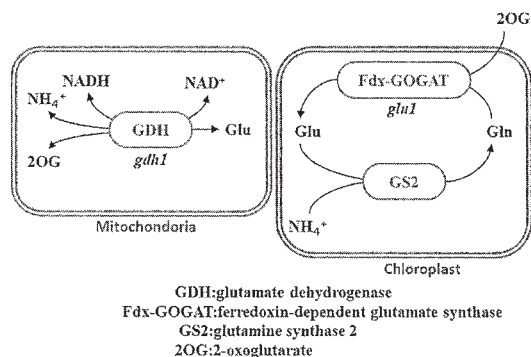 2OG
NADH
NAD⁺
NH₄⁺
GDH
Glu
gdh1
2OG
Mitochondoria
Fdx-GOGAT
glu1
Glu
Gln
GS2
NH₄⁺
Chloroplast
GDH:glutamate dehydrogenase
Fdx-GOGAT:ferredoxin-dependent glutamate synthase
GS2:glutamine synthase 2
2OG:2-oxoglutarate